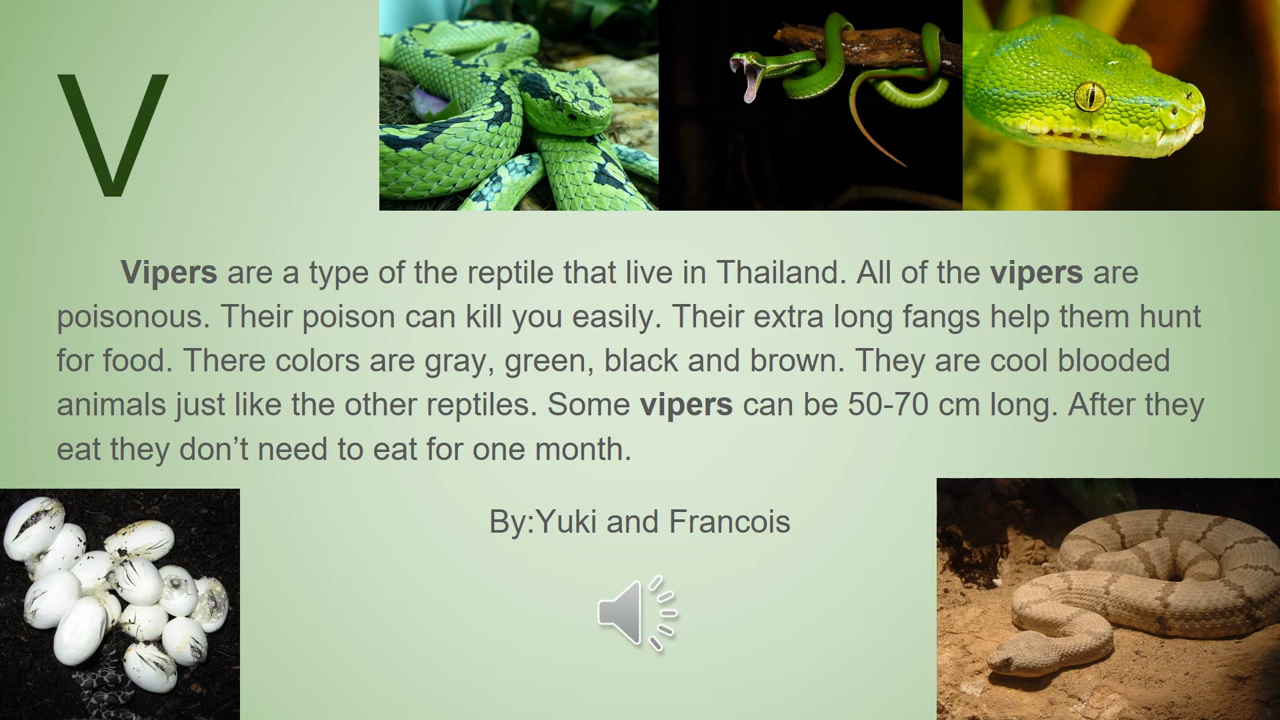 V
Vipers are a type of the reptile that live in Thailand. All of the vipers are
poisonous. Their poison can kill you easily. Their extra long fangs help them hunt
for food. There colors are gray, green, black and brown. They are cool blooded
animals just like the other reptiles. Some vipers can be 50-70 cm long. After they
eat they don’t need to eat for one month.
By:Yuki and Francois